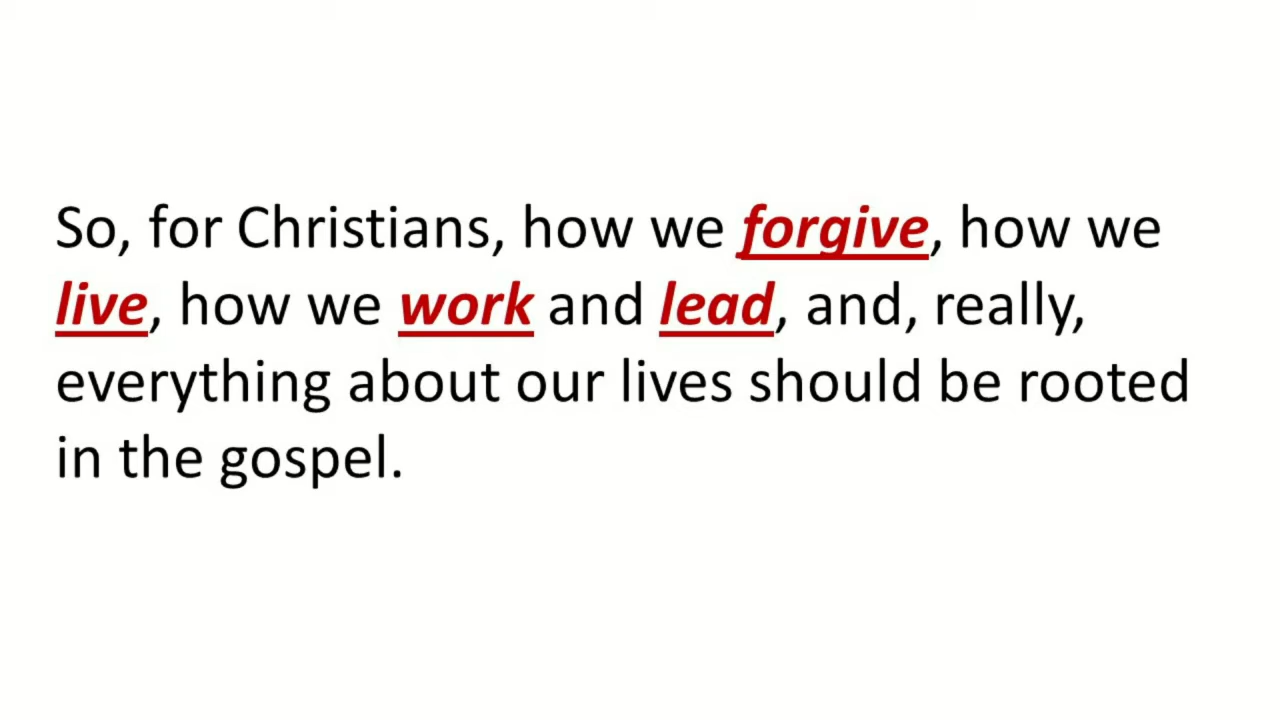 So, for Christians, how we forgive, how we
live, how we work and lead, and, really,
everything about our lives should be rooted
in the gospel.